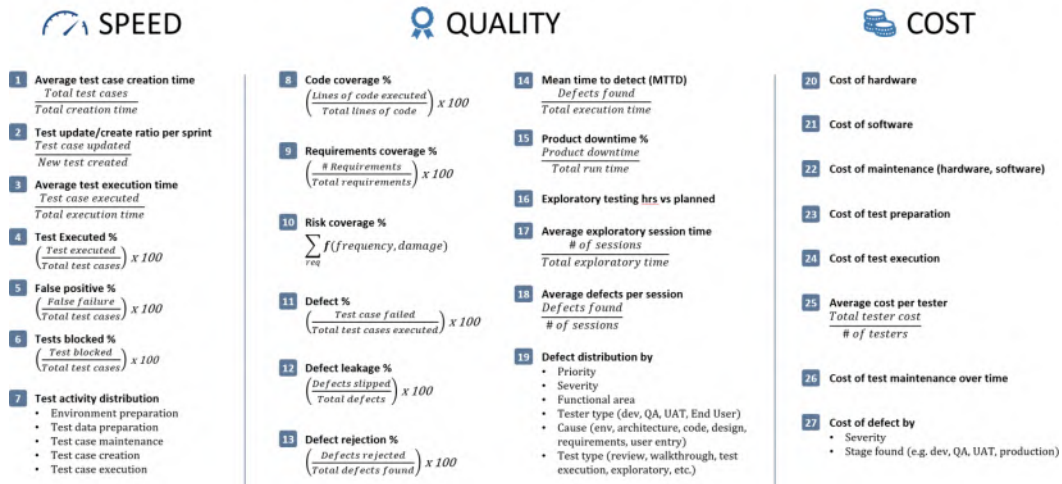 SPEED
1 Average test case creation time
Total test cases
Total creation time
2 Test update/create ratio per sprint
Test case updated
New test created
3 Average test execution time
Test case executed
Total execution time
4 Test Executed %
(Test executed / Total test cases) x 100
5 False positive %
(False failure / Total test cases) x 100
6 Tests blocked %
(Test blocked / Total test cases) x 100
7 Test activity distribution
• Environment preparation
• Test data preparation
• Test case maintenance
• Test case creation
• Test case execution
QUALITY
8 Code coverage %
(Lines of code executed / Total lines of code) x 100
9 Requirements coverage %
(# Requirements / Total requirements) x 100
10 Risk coverage %
∑ f(frequency, damage)
req
11 Defect %
(Test case failed / Total test cases executed) x 100
12 Defect leakage %
(Defects slipped / Total defects) x 100
13 Defect rejection %
(Defects rejected / Total defects found) x 100
14 Mean time to detect (MTTD)
Defects found
Total execution time
15 Product downtime %
Product downtime
Total run time
16 Exploratory testing hrs vs planned
17 Average exploratory session time
# of sessions
Total exploratory time
18 Average defects per session
Defects found
# of sessions
19 Defect distribution by
• Priority
• Severity
• Functional area
• Tester type (dev, QA, UAT, End User)
• Cause (env, architecture, code, design,
requirements, user entry)
• Test type (review, walkthrough, test
execution, exploratory, etc.)
COST
20 Cost of hardware
21 Cost of software
22 Cost of maintenance (hardware, software)
23 Cost of test preparation
24 Cost of test execution
25 Average cost per tester
Total tester cost
# of testers
26 Cost of test maintenance over time
27 Cost of defect by
• Severity
• Stage found (e.g. dev, QA, UAT, production)